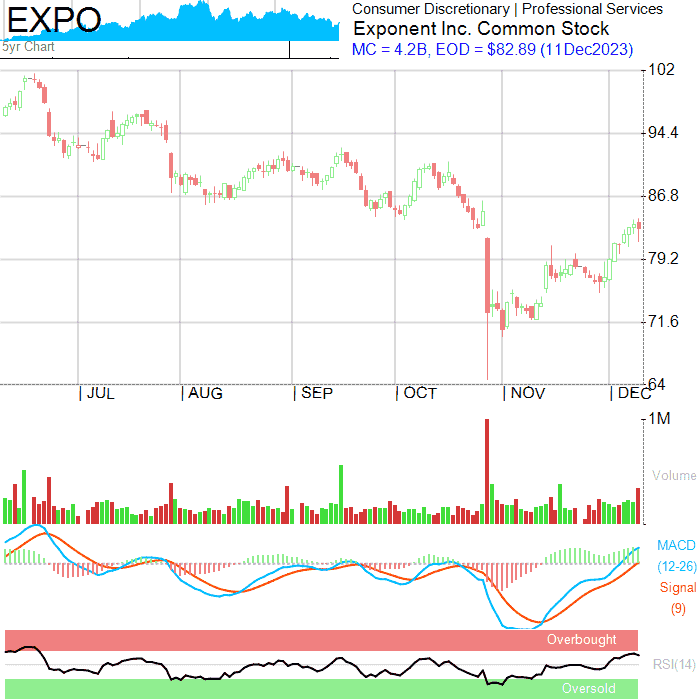 EXPO
5yr Chart
Consumer Discretionary | Professional Services
Exponent Inc. Common Stock
MC = 4.2B, EOD = $82.89 (11Dec2023)
102
94.4
86.8
79.2
71.6
64
JUL AUG SEP OCT NOV DEC
1M
Volume
MACD
(12-26)
Signal
(9)
Overbought
RSI(14)
Oversold